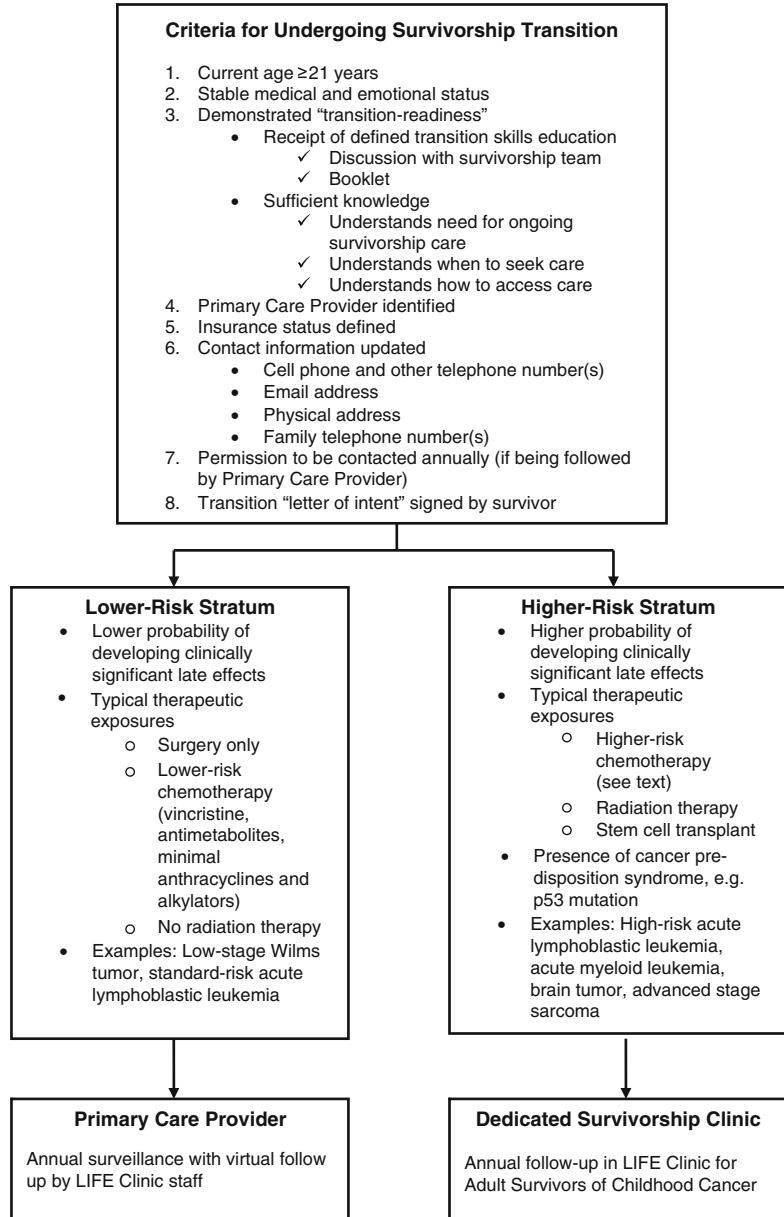 Criteria for Undergoing Survivorship Transition
1. Current age ≥21 years
2. Stable medical and emotional status
3. Demonstrated “transition-readiness”
• Receipt of defined transition skills education
✓ Discussion with survivorship team
✓ Booklet
• Sufficient knowledge
✓ Understands need for ongoing
survivorship care
✓ Understands when to seek care
✓ Understands how to access care
4. Primary Care Provider identified
5. Insurance status defined
6. Contact information updated
• Cell phone and other telephone number(s)
• Email address
• Physical address
• Family telephone number(s)
7. Permission to be contacted annually (if being followed
by Primary Care Provider)
8. Transition “letter of intent” signed by survivor
Lower-Risk Stratum
• Lower probability of
developing clinically
significant late effects
• Typical therapeutic
exposures
o Surgery only
o Lower-risk
chemotherapy
(vincristine,
antimetabolites,
minimal
anthracyclines and
alkylators)
o No radiation therapy
• Examples: Low-stage Wilms
tumor, standard-risk acute
lymphoblastic leukemia
Higher-Risk Stratum
• Higher probability of
developing clinically
significant late effects
• Typical therapeutic
exposures
o Higher-risk
chemotherapy
(see text)
o Radiation therapy
o Stem cell transplant
• Presence of cancer pre-
disposition syndrome, e.g.
p53 mutation
• Examples: High-risk acute
lymphoblastic leukemia,
acute myeloid leukemia,
brain tumor, advanced stage
sarcoma
Primary Care Provider
Annual surveillance with virtual follow
up by LIFE Clinic staff
Dedicated Survivorship Clinic
Annual follow-up in LIFE Clinic for
Adult Survivors of Childhood Cancer